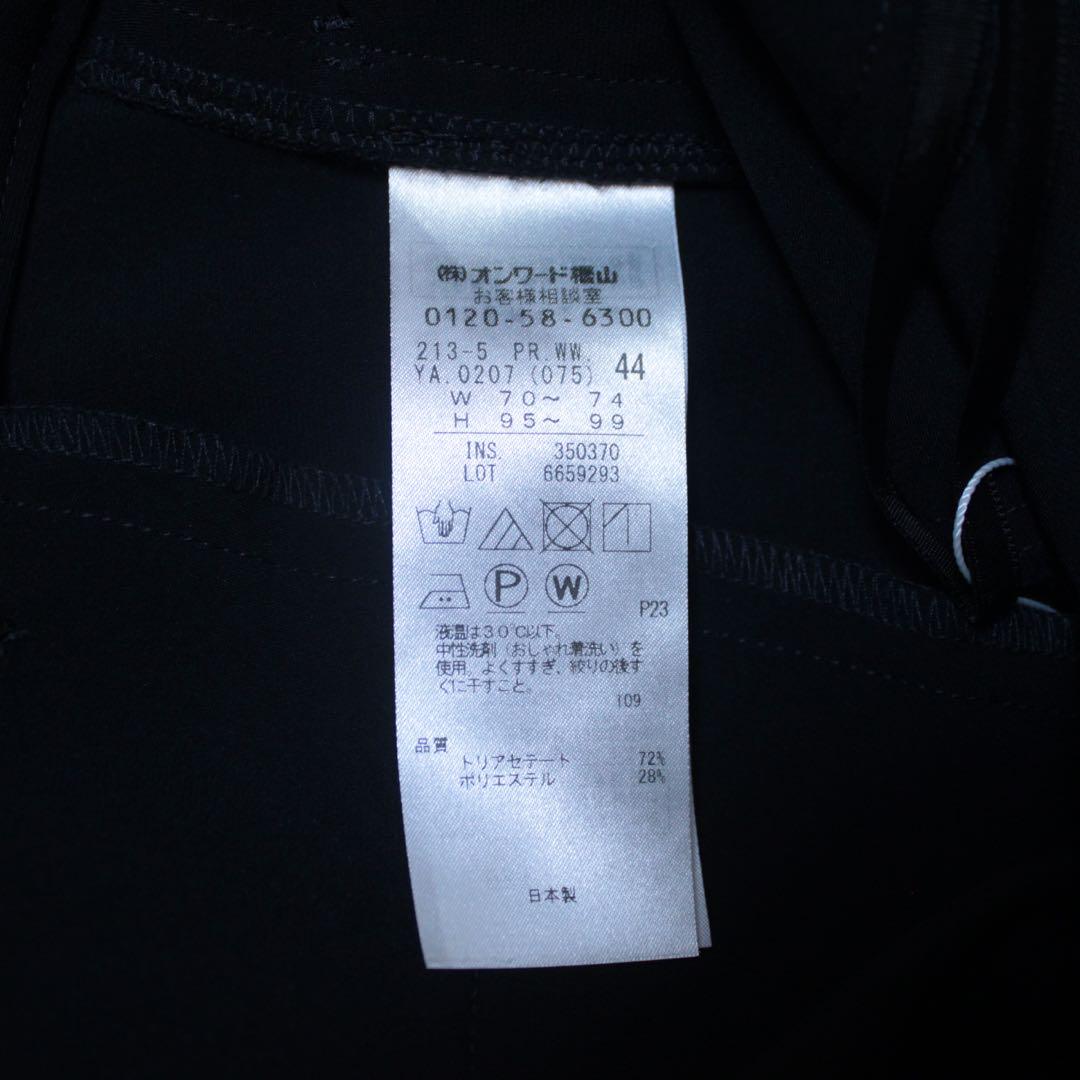 (株)オンワード樫山
お客様相談室
0120-58-6300
213-5 PR.WW.
YA.0207 (075) 44
W 70～ 74
H 95～ 99
INS. 350370
LOT 6659293
P W
P23
液温は30℃以下。
中性洗剤（おしゃれ着洗い）を
使用。よくすすぎ、絞りの後す
ぐに干すこと。
109
品質
トリアセテート 72%
ポリエステル 28%
日本製